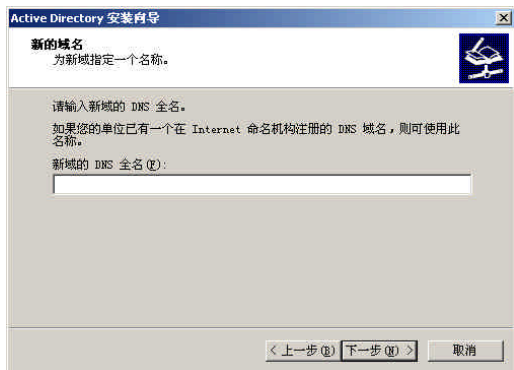 Active Directory 安装向导
新的域名
为新域指定一个名称。
请输入新域的 DNS 全名。
如果您的单位已有一个在 Internet 命名机构注册的 DNS 域名，则可使用此
名称。
新域的 DNS 全名(F):
< 上一步(B)
下一步(N) >
取消